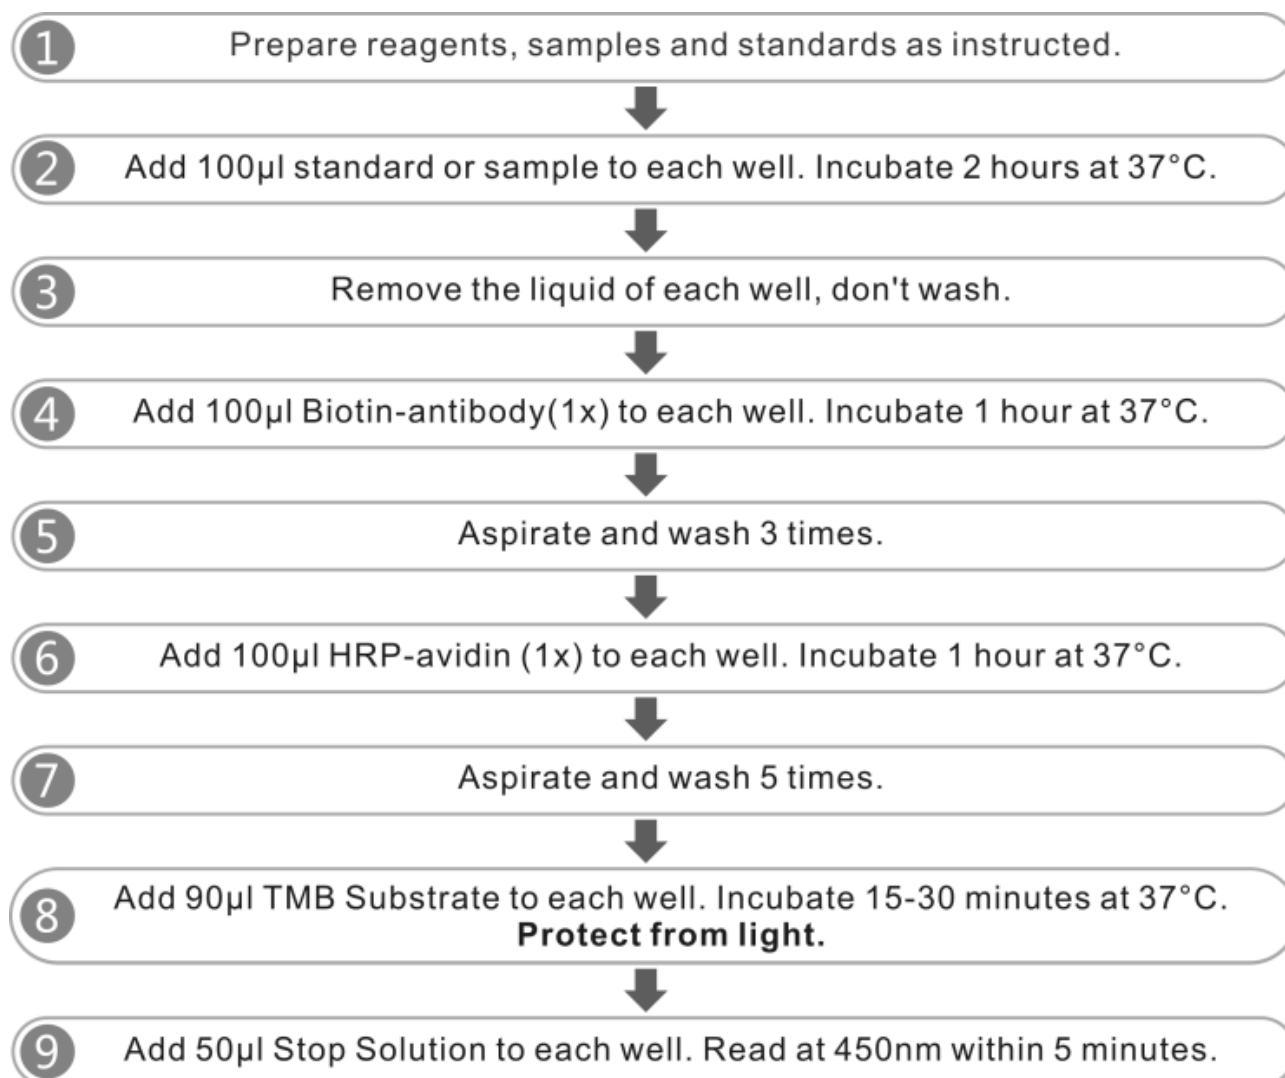 1 Prepare reagents, samples and standards as instructed.
2 Add 100μl standard or sample to each well. Incubate 2 hours at 37°C.
3 Remove the liquid of each well, don't wash.
4 Add 100μl Biotin-antibody(1x) to each well. Incubate 1 hour at 37°C.
5 Aspirate and wash 3 times.
6 Add 100μl HRP-avidin (1x) to each well. Incubate 1 hour at 37°C.
7 Aspirate and wash 5 times.
8 Add 90μl TMB Substrate to each well. Incubate 15-30 minutes at 37°C.
Protect from light.
9 Add 50μl Stop Solution to each well. Read at 450nm within 5 minutes.